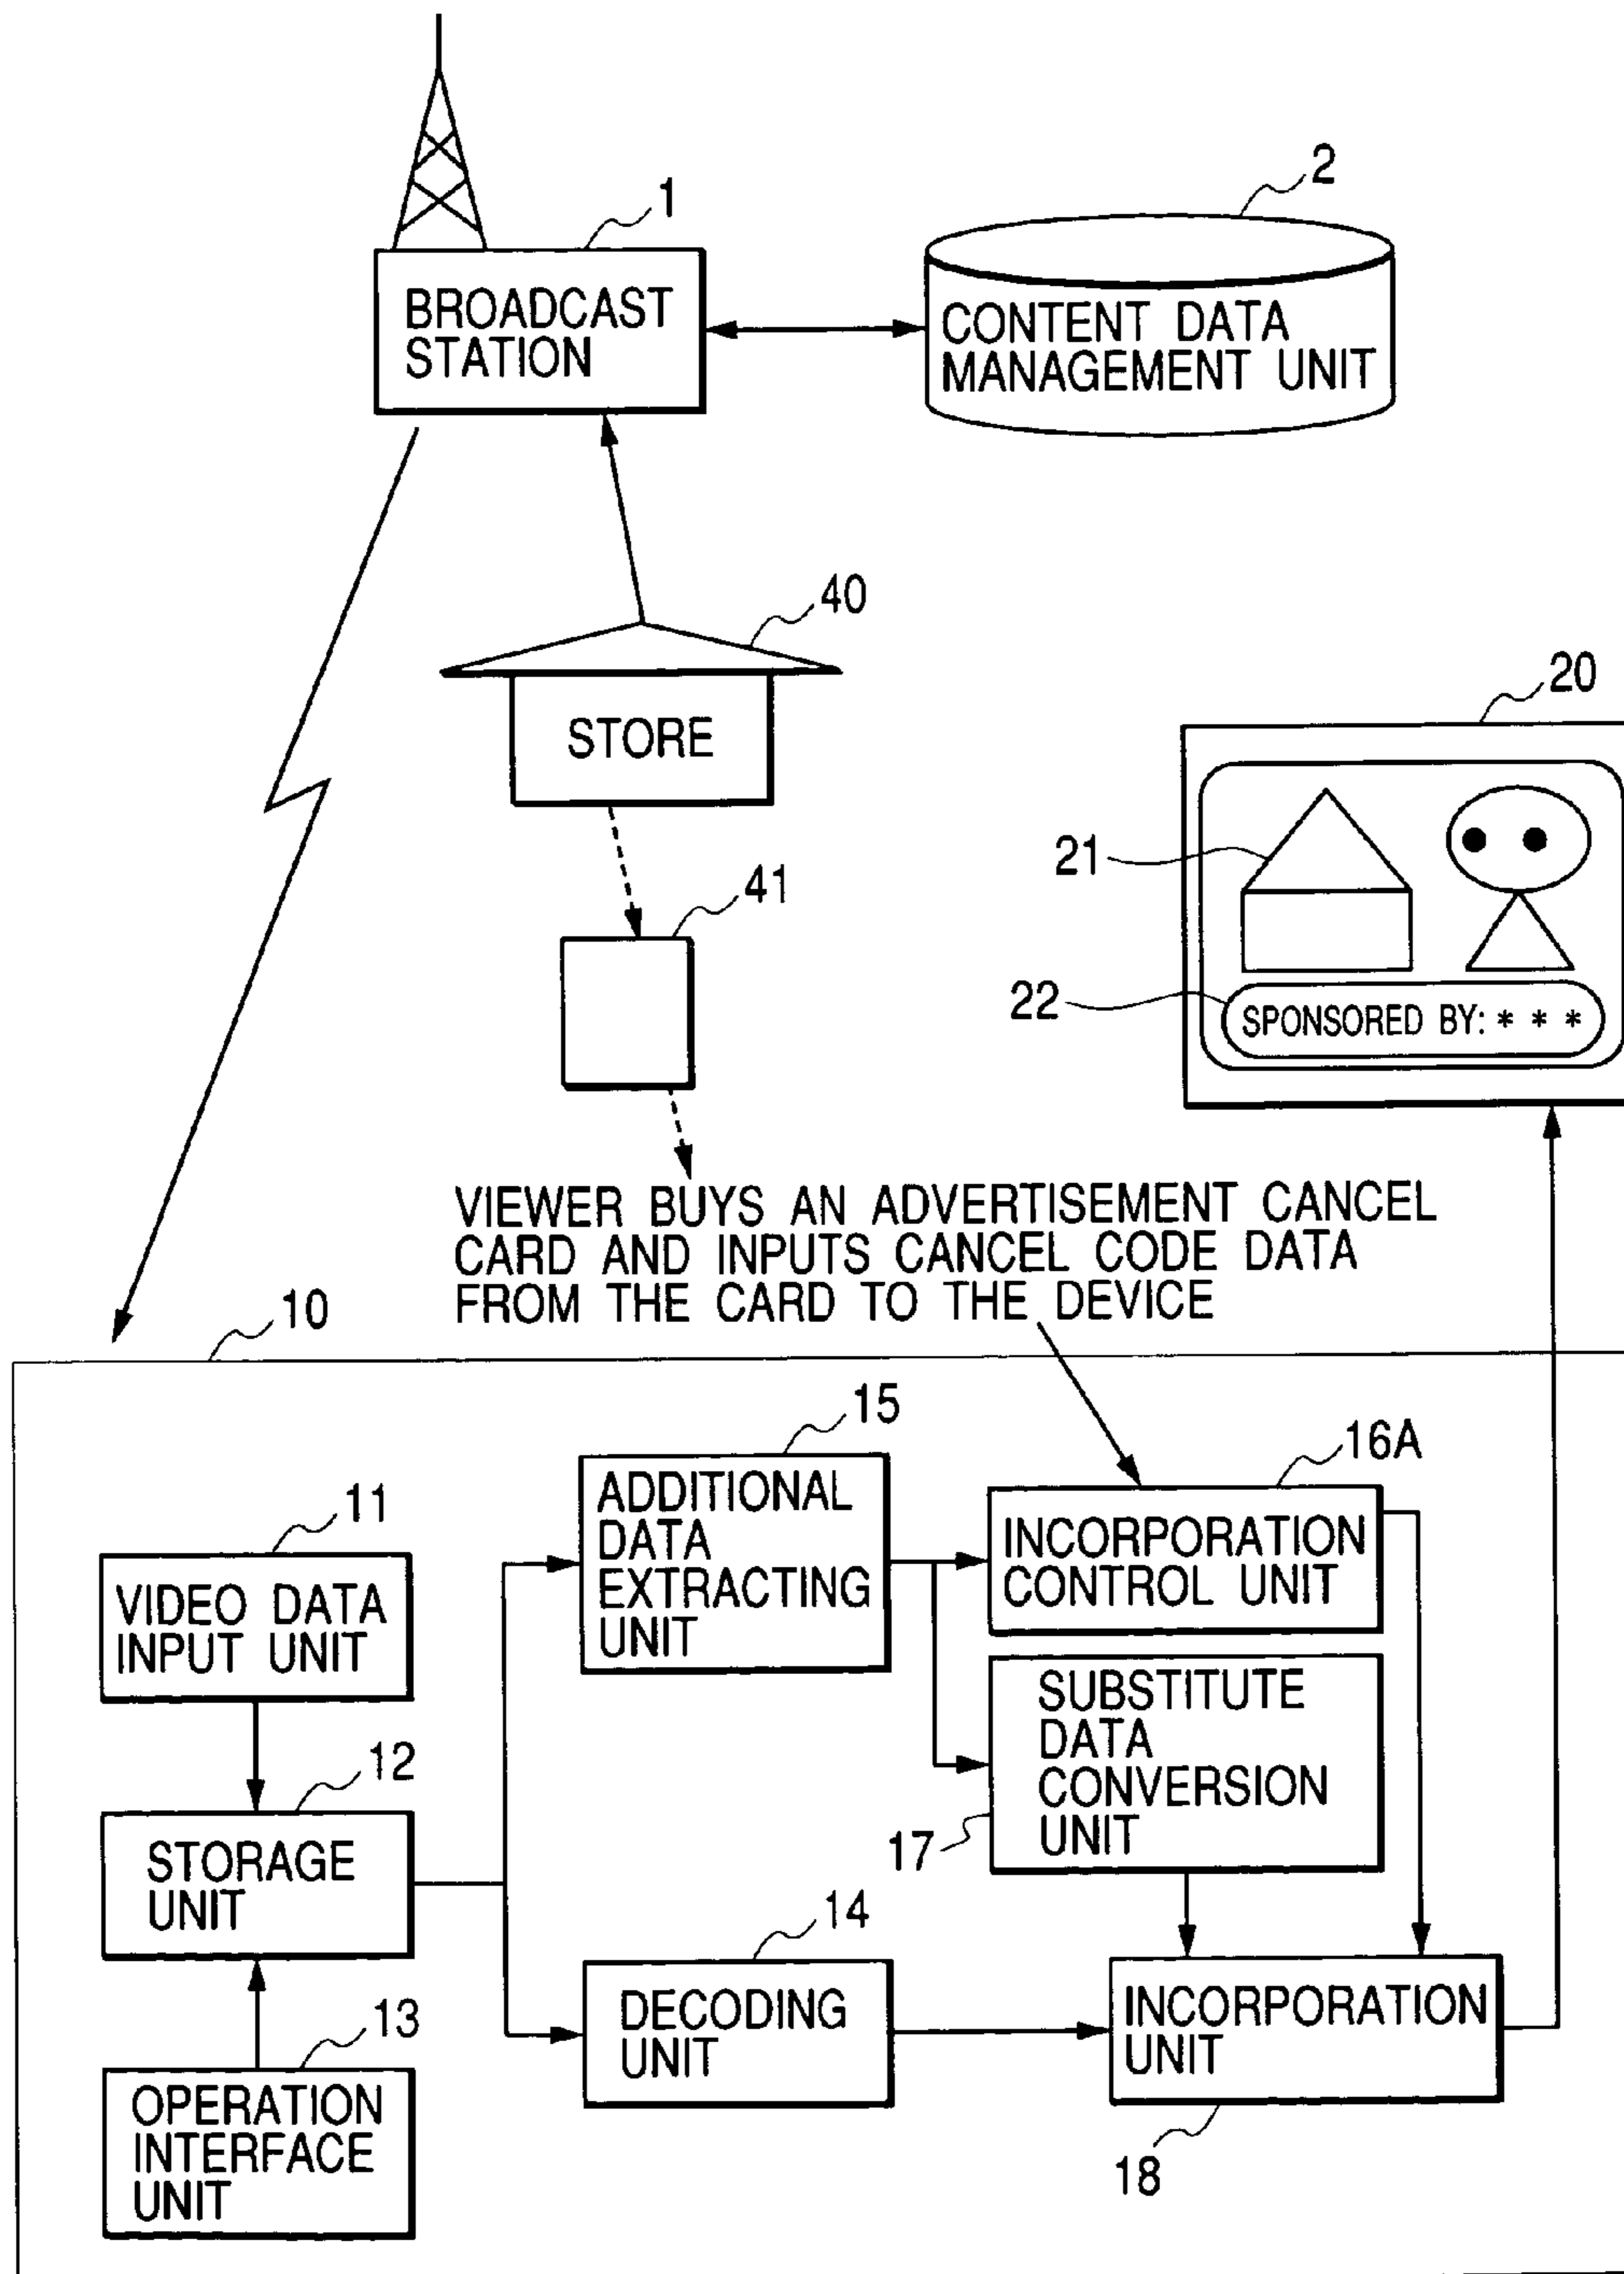 1
2
BROADCAST
STATION
CONTENT DATA
MANAGEMENT UNIT
40
STORE
20
21
41
22
SPONSORED BY: * * *
VIEWER BUYS AN ADVERTISEMENT CANCEL
CARD AND INPUTS CANCEL CODE DATA
FROM THE CARD TO THE DEVICE
10
15
16A
11
ADDITIONAL
DATA
EXTRACTING
UNIT
INCORPORATION
CONTROL UNIT
VIDEO DATA
INPUT UNIT
SUBSTITUTE
DATA
CONVERSION
UNIT
17
12
STORAGE
UNIT
14
DECODING
UNIT
INCORPORATION
UNIT
13
OPERATION
INTERFACE
UNIT
18